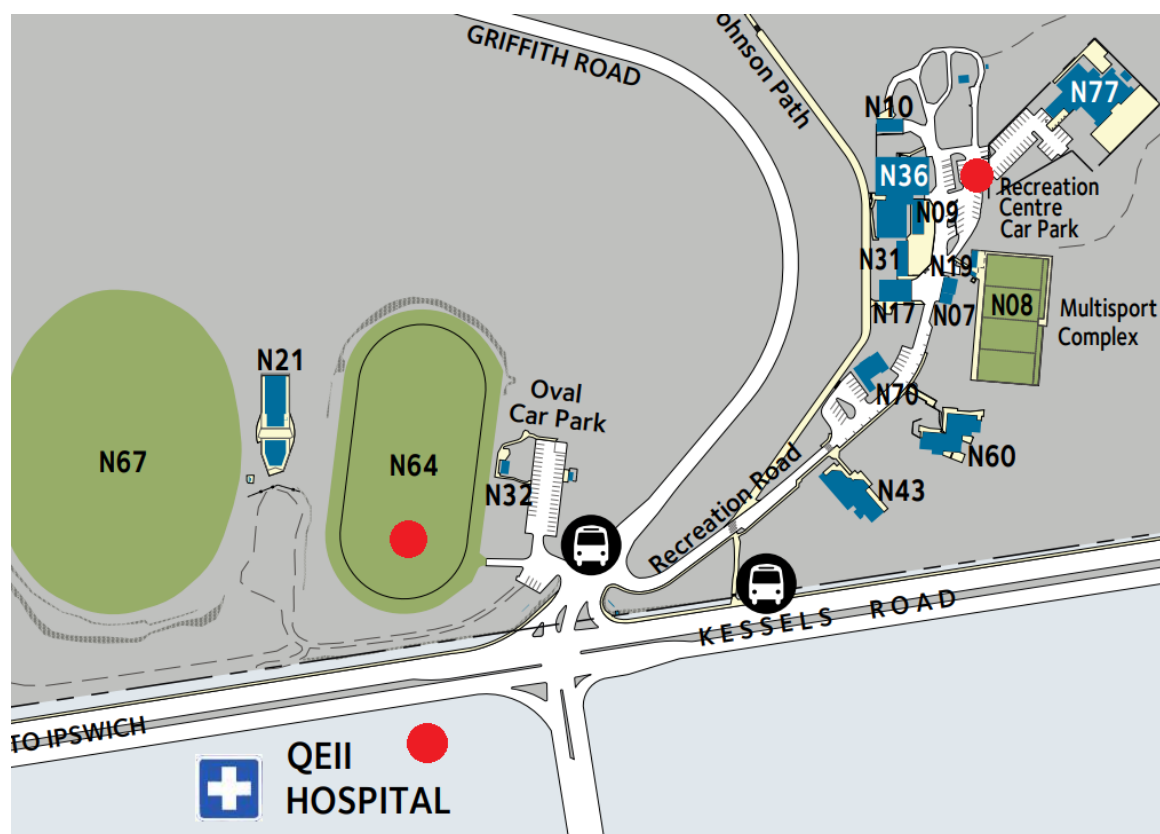 GRIFFITH ROAD
ohnson Path
N77
N10
N36
Recreation
Centre
Car Park
N09
N31
N19
N17
N07
N08
Multisport
Complex
N21
Oval
Car Park
N70
N67
N64
N32
N60
N43
Recreation Road
KESSELS ROAD
TO IPSWICH
QEII
HOSPITAL